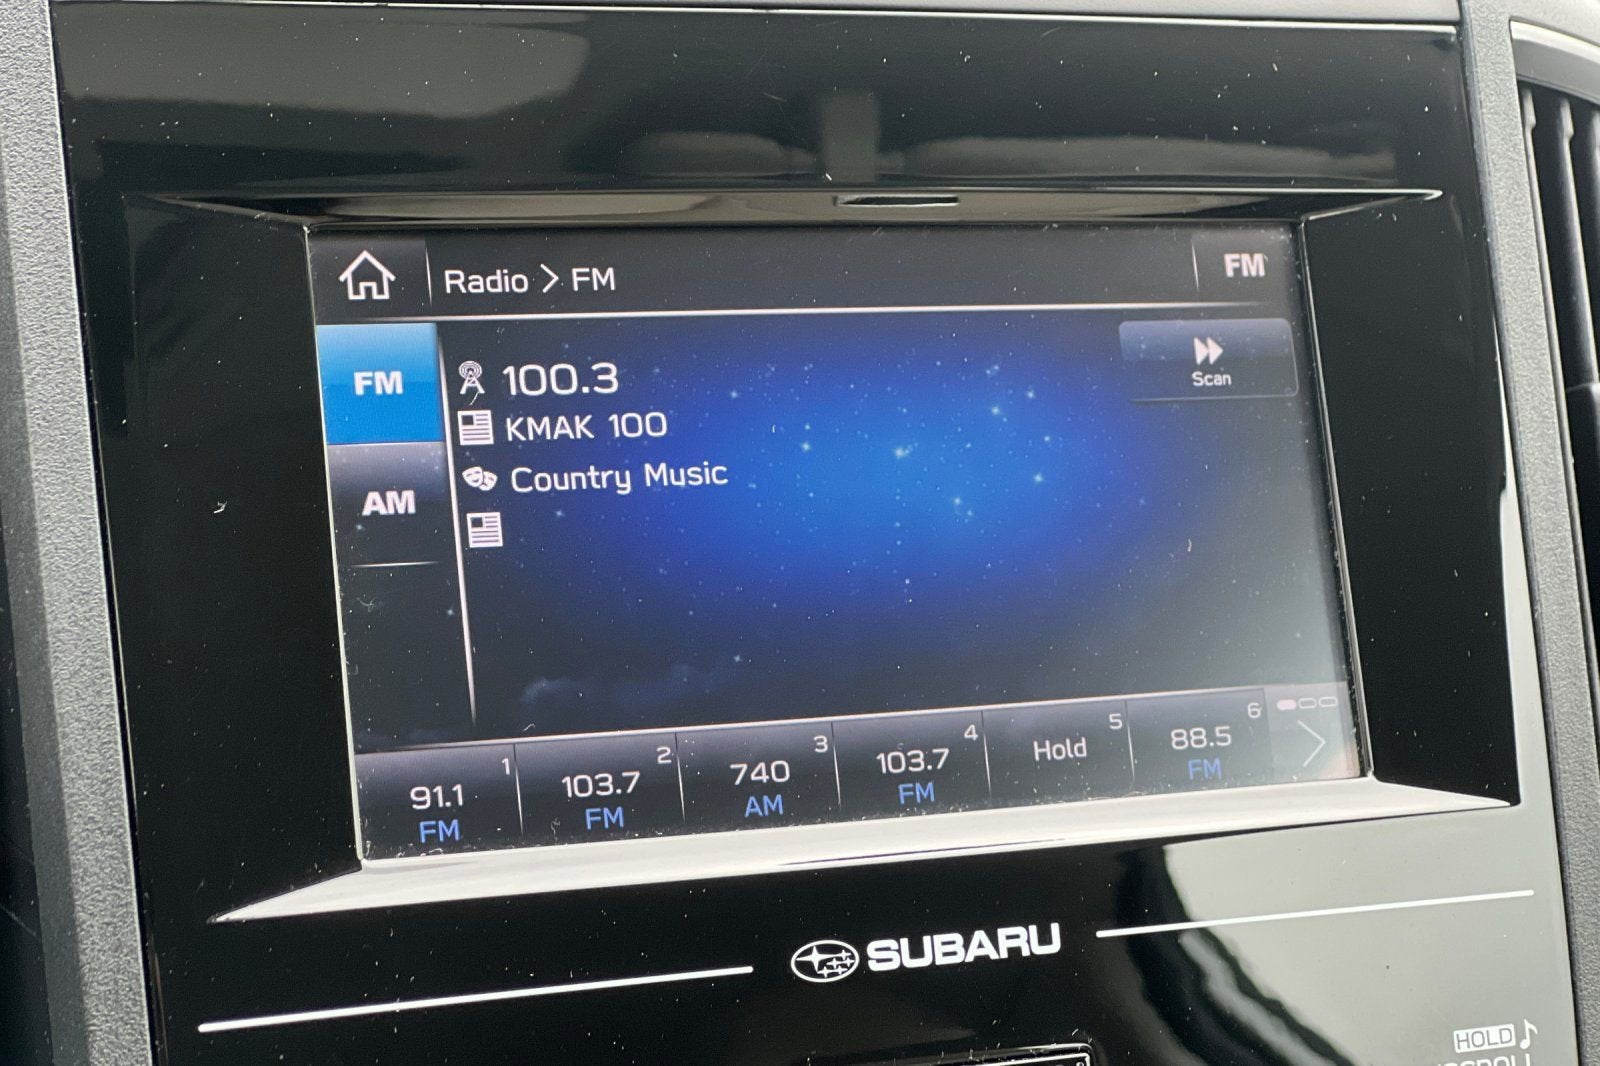 Radio > FM
FM
FM
100.3
Scan
KMAK 100
AM
Country Music
1
91.1
FM
2
103.7
FM
3
740
AM
4
103.7
FM
5
Hold
6
88.5
FM
SUBARU
HOLD